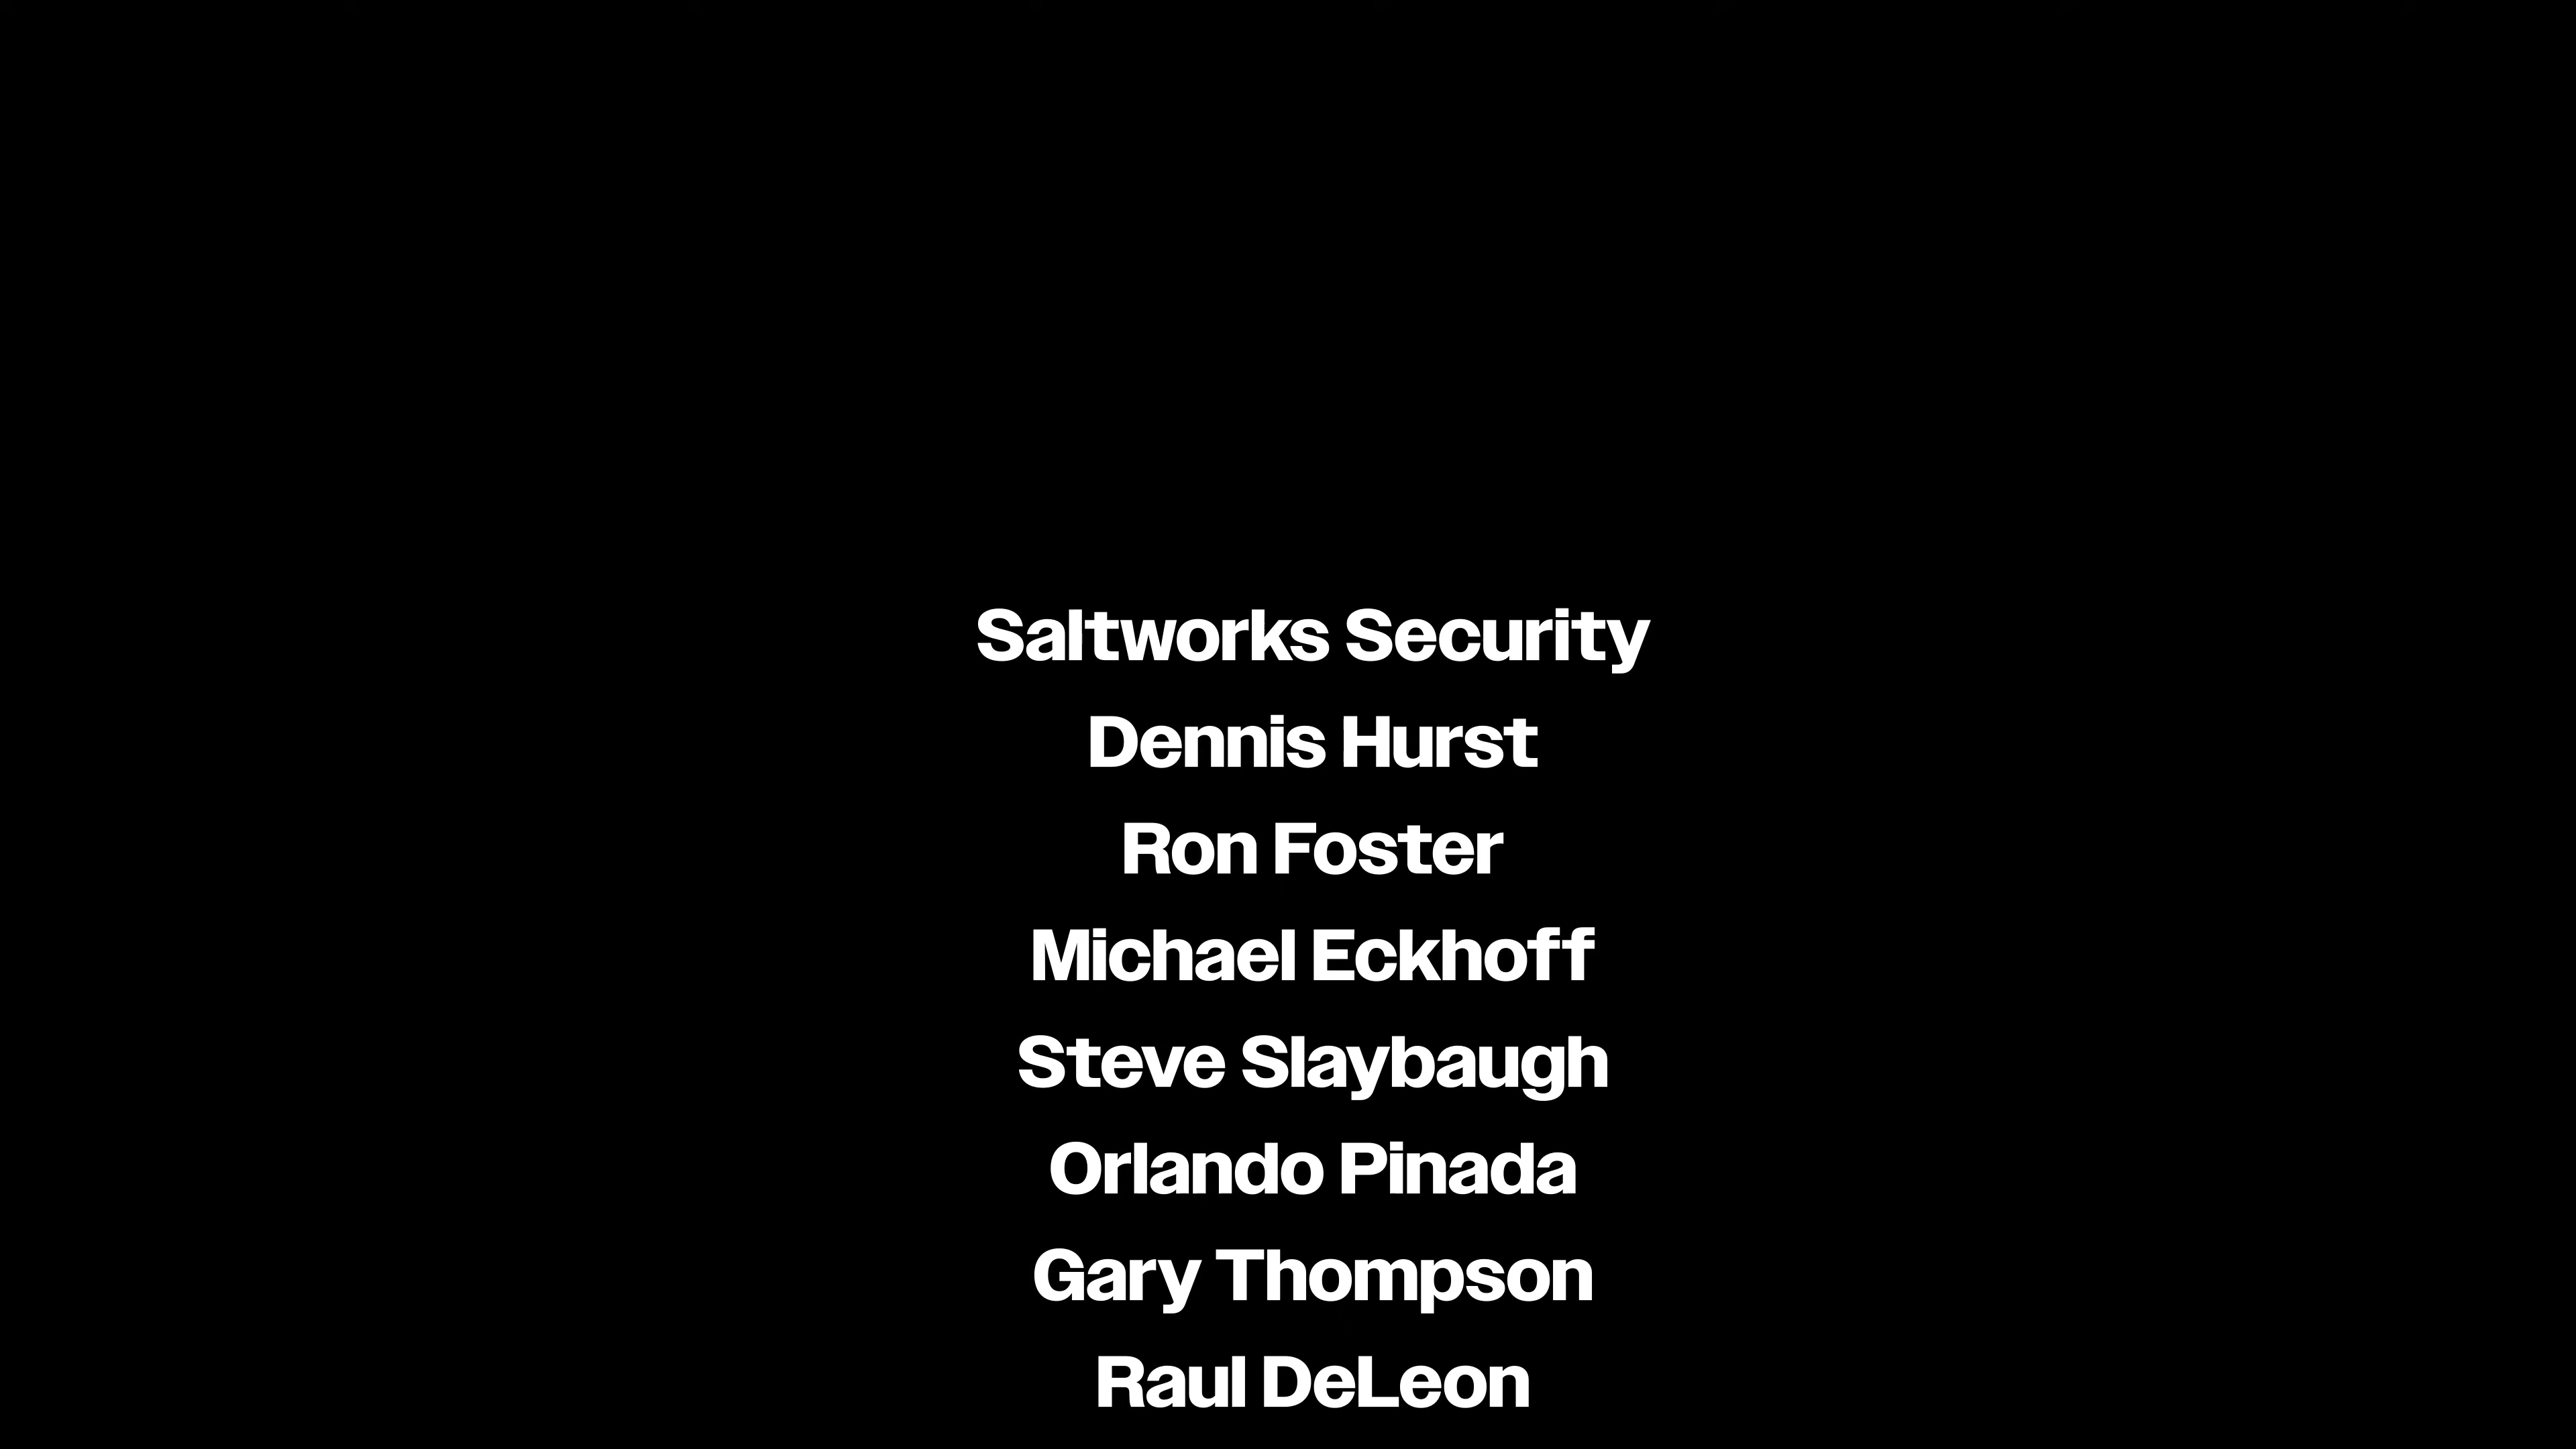 Saltworks Security
Dennis Hurst
Ron Foster
Michael Eckhoff
Steve Slaybaugh
Orlando Pinada
Gary Thompson
Raul DeLeon